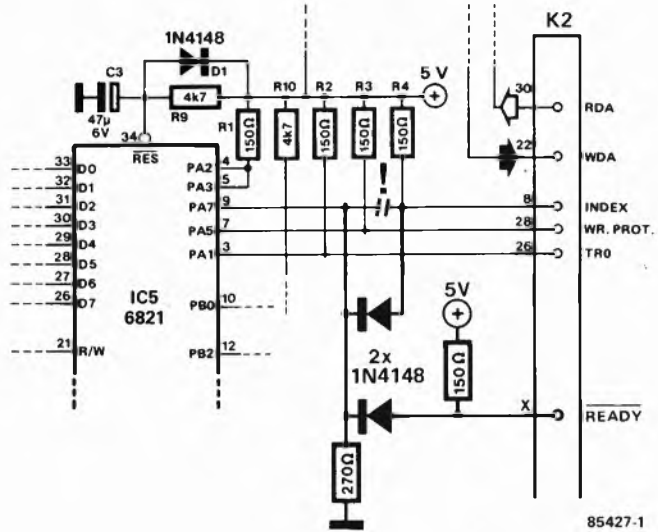 K2
1N4148
D1
C3
47µ
6V
4k7
R9
R1
150Ω
R10
4k7
R2
150Ω
R3
150Ω
R4
150Ω
5 V
30
RDA
22
WDA
34
RES
33
D0
32
D1
31
D2
30
D3
29
D4
28
D5
27
D6
26
D7
21
R/W
IC5
6821
PA2
4
PA3
5
PA7
9
PA5
7
PA1
3
PB0
10
PB2
12
!
8
INDEX
28
WR. PROT.
26
TR0
5V
150Ω
2x
1N4148
X
READY
270Ω
85427-1